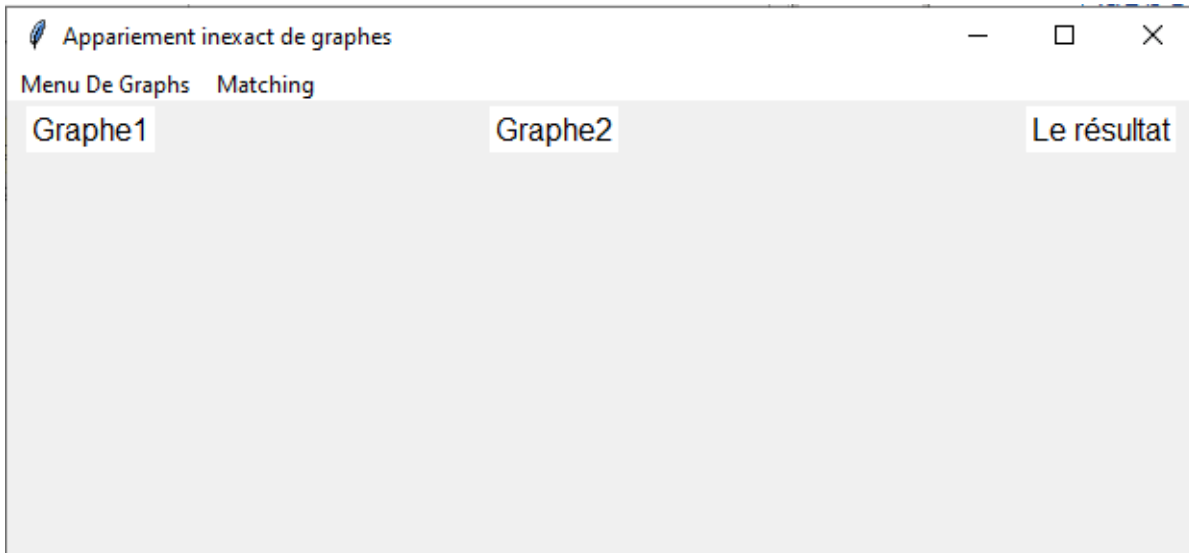 Appariement inexact de graphes
Menu De Graphs Matching
Graphe1 Graphe2 Le résultat